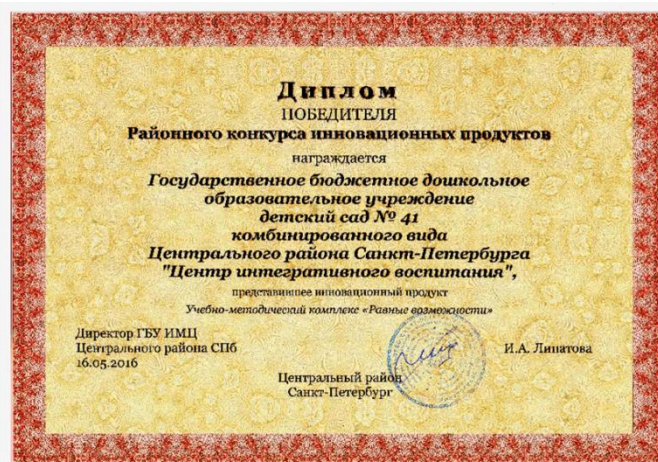 Диплом
ПОБЕДИТЕЛЯ
Районного конкурса инновационных продуктов
награждается
Государственное бюджетное дошкольное
образовательное учреждение
детский сад № 41
комбинированного вида
Центрального района Санкт-Петербурга
"Центр интегративного воспитания",
представившее инновационный продукт
Учебно-методический комплекс «Равные возможности»
Директор ГБУ ИМЦ
Центрального района СПб
16.05.2016
И.А. Липатова
Центральный район
Санкт-Петербург